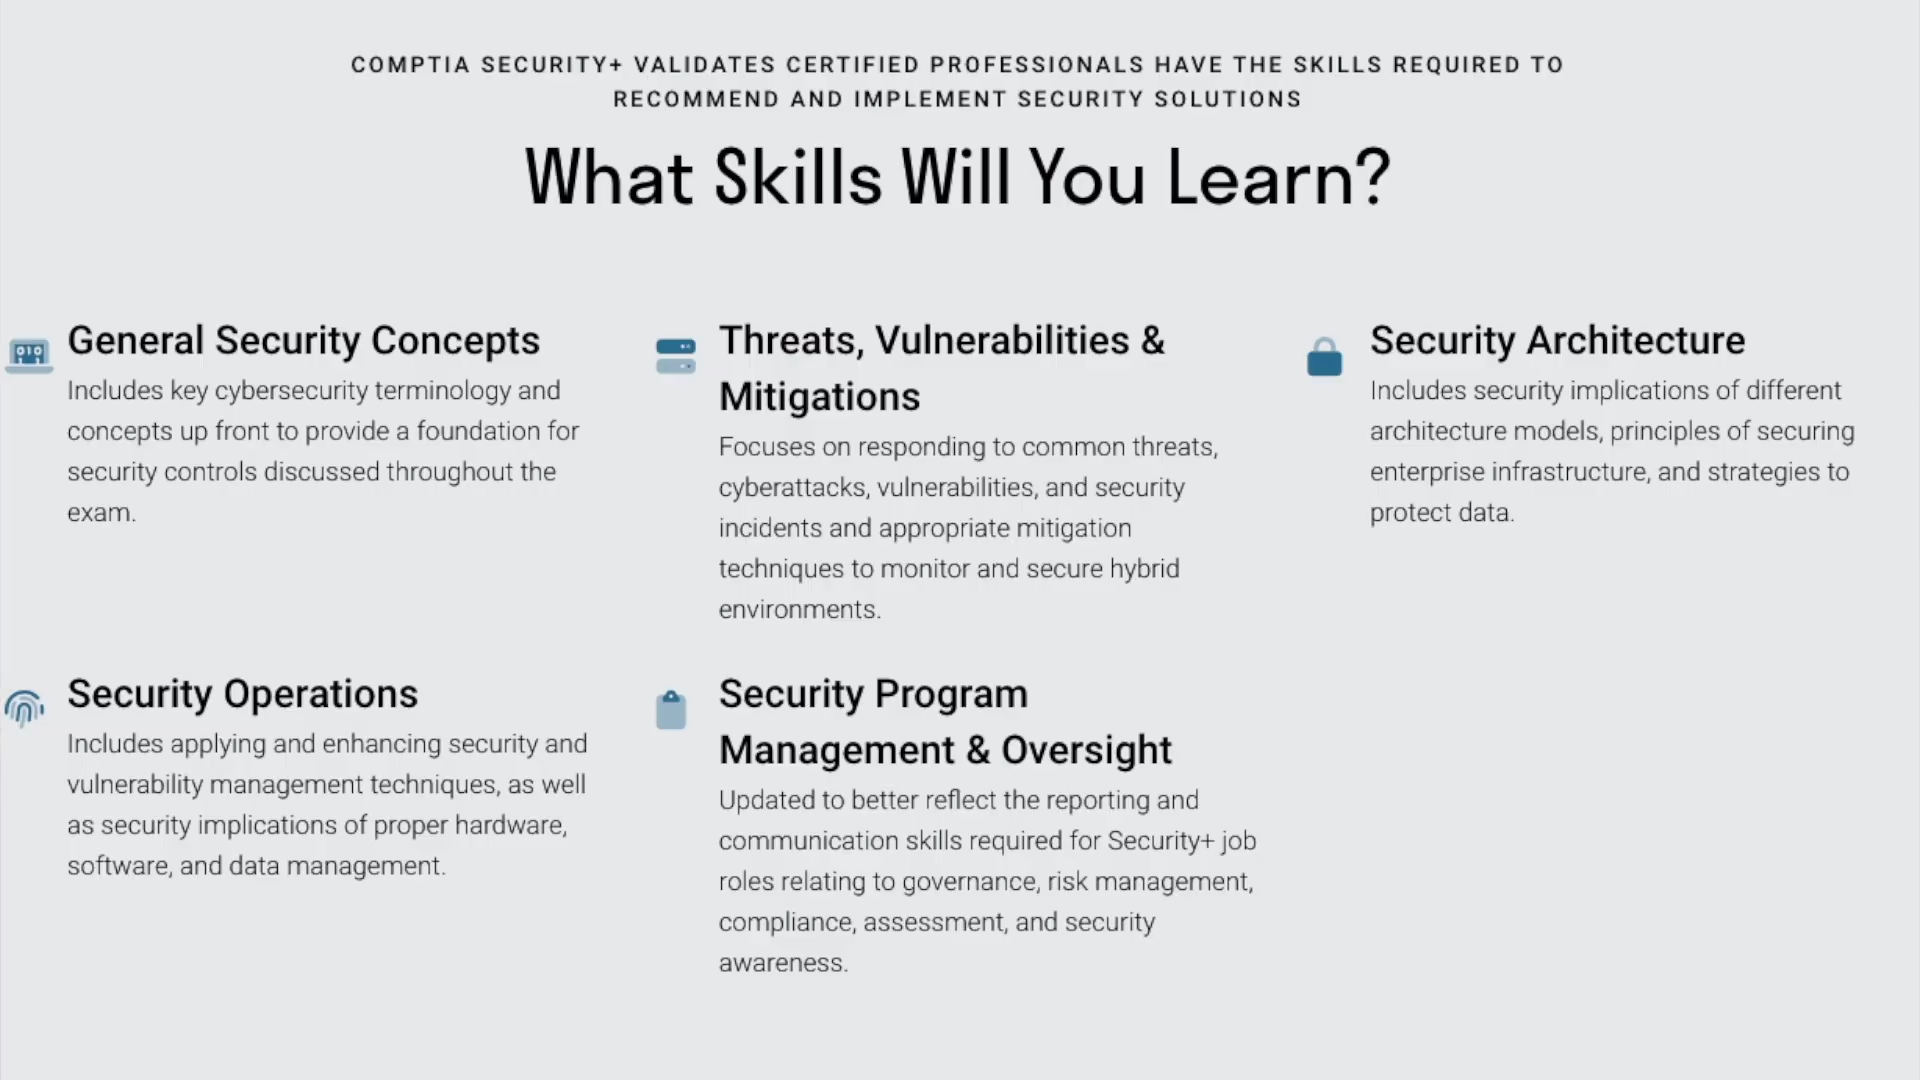 COMPTIA SECURITY+ VALIDATES CERTIFIED PROFESSIONALS HAVE THE SKILLS REQUIRED TO
RECOMMEND AND IMPLEMENT SECURITY SOLUTIONS
What Skills Will You Learn?
General Security Concepts
Includes key cybersecurity terminology and
concepts up front to provide a foundation for
security controls discussed throughout the
exam.
Threats, Vulnerabilities &
Mitigations
Focuses on responding to common threats,
cyberattacks, vulnerabilities, and security
incidents and appropriate mitigation
techniques to monitor and secure hybrid
environments.
Security Architecture
Includes security implications of different
architecture models, principles of securing
enterprise infrastructure, and strategies to
protect data.
Security Operations
Includes applying and enhancing security and
vulnerability management techniques, as well
as security implications of proper hardware,
software, and data management.
Security Program
Management & Oversight
Updated to better reflect the reporting and
communication skills required for Security+ job
roles relating to governance, risk management,
compliance, assessment, and security
awareness.